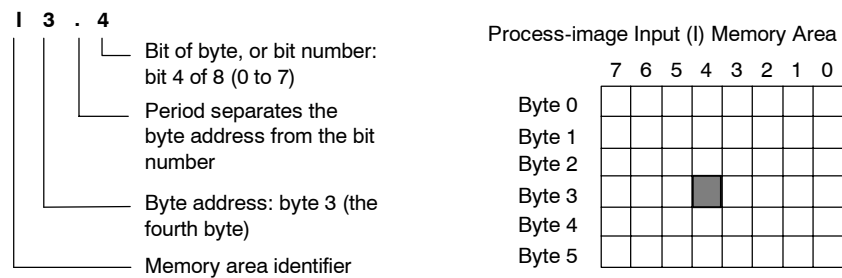 I 3 . 4
Bit of byte, or bit number:
bit 4 of 8 (0 to 7)
Period separates the
byte address from the bit
number
Byte address: byte 3 (the
fourth byte)
Memory area identifier
Process-image Input (I) Memory Area
7 6 5 4 3 2 1 0
Byte 0
Byte 1
Byte 2
Byte 3
Byte 4
Byte 5